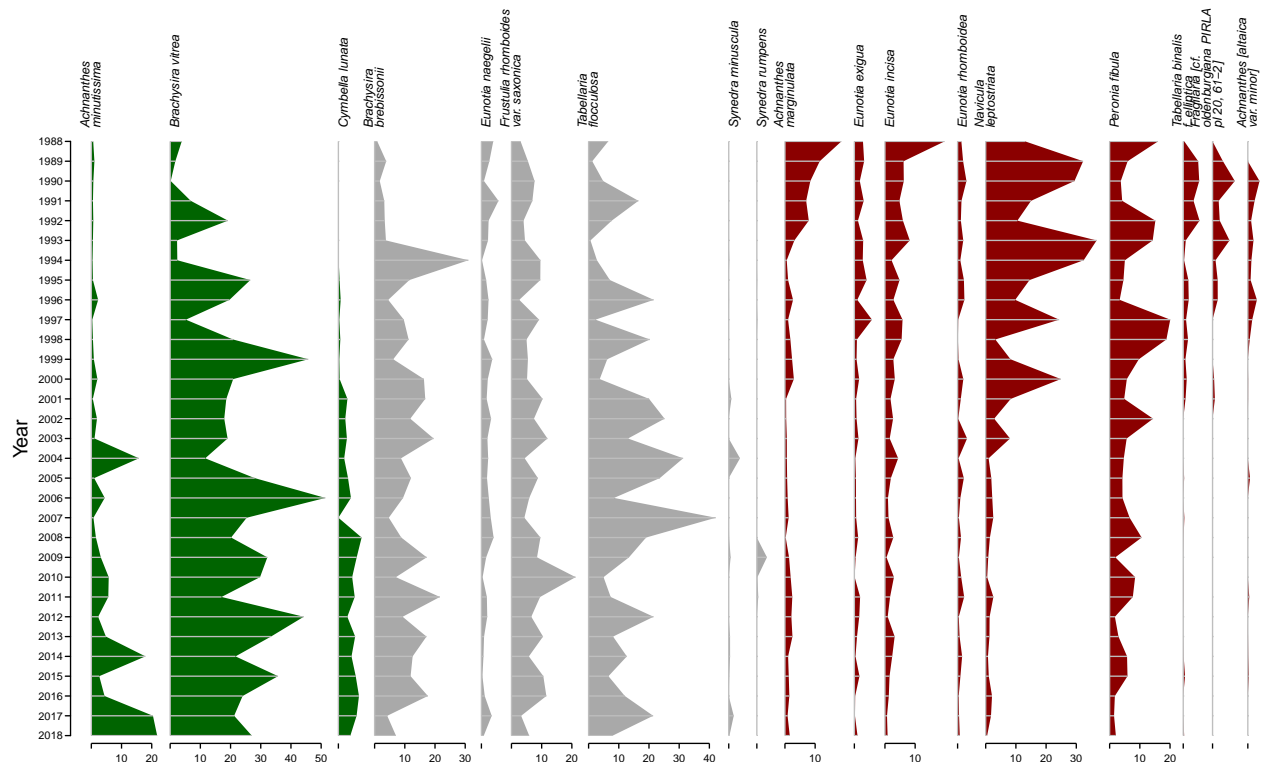 Achnanthes
minutissima
Brachysira vitrea
Cymbella lunata
Brachysira
brebissonii
Eunotia naegelii
Frustulia rhomboides
var. saxonica
Tabellaria
flocculosa
Synedra minuscula
Synedra rumpens
Achnanthes
marginulata
Eunotia exigua
Eunotia incisa
Eunotia rhomboidea
Navicula
leptostriata
Peronia fibula
Tabellaria binalis
f. elliptica
Fragilaria [cf.
oldenburgiana PIRLA
pl 20, 61-2]
Achnanthes [altaica
var. minor]
Year
1988
1989
1990
1991
1992
1993
1994
1995
1996
1997
1998
1999
2000
2001
2002
2003
2004
2005
2006
2007
2008
2009
2010
2011
2012
2013
2014
2015
2016
2017
2018
10 20
10 20 30 40 50
10 20 30
10 20
10 20 30 40
10
10
10 20 30
10 20